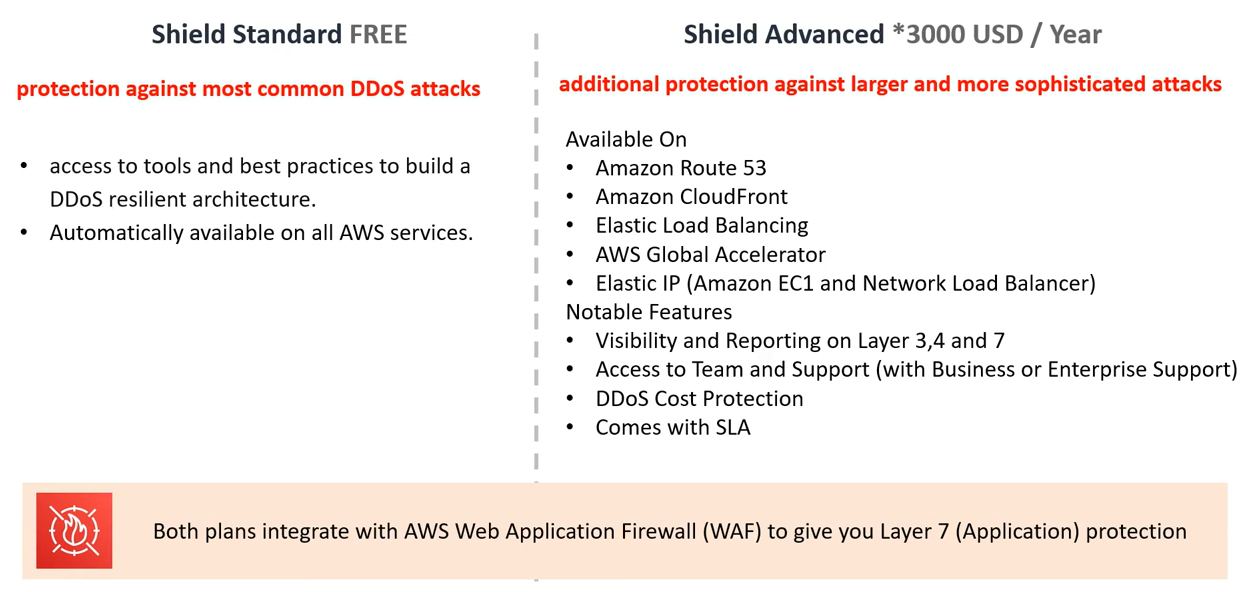 Shield Standard FREE
protection against most common DDoS attacks
• access to tools and best practices to build a
DDoS resilient architecture.
• Automatically available on all AWS services.
Shield Advanced *3000 USD / Year
additional protection against larger and more sophisticated attacks
Available On
• Amazon Route 53
• Amazon CloudFront
• Elastic Load Balancing
• AWS Global Accelerator
• Elastic IP (Amazon EC1 and Network Load Balancer)
Notable Features
• Visibility and Reporting on Layer 3,4 and 7
• Access to Team and Support (with Business or Enterprise Support)
• DDoS Cost Protection
• Comes with SLA
Both plans integrate with AWS Web Application Firewall (WAF) to give you Layer 7 (Application) protection